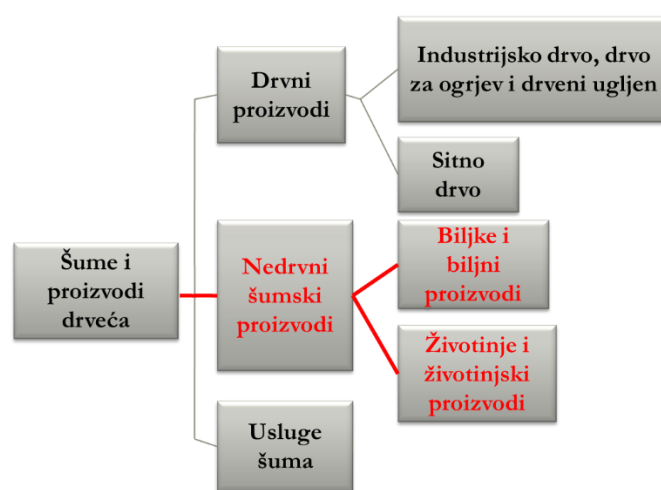 Drvni
proizvodi
Industrijsko drvo, drvo
za ogrjev i drveni ugljen
Sitno
drvo
Šume i
proizvodi
drveća
Nedrvni
šumski
proizvodi
Biljke i
biljni
proizvodi
Životinje i
životinjski
proizvodi
Usluge
šuma